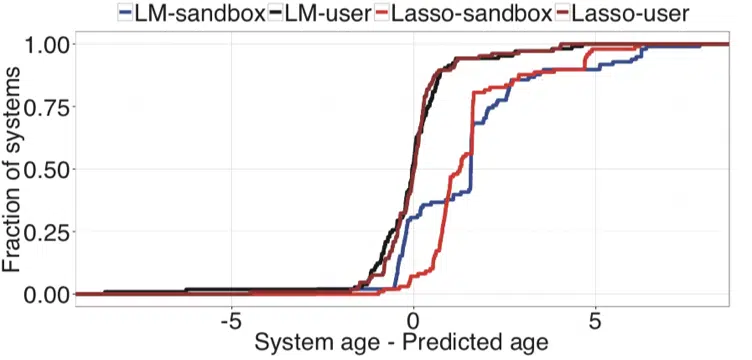 LM-sandbox LM-user Lasso-sandbox Lasso-user
Fraction of systems
1.00
0.75
0.50
0.25
0.00
-5 0 5
System age - Predicted age